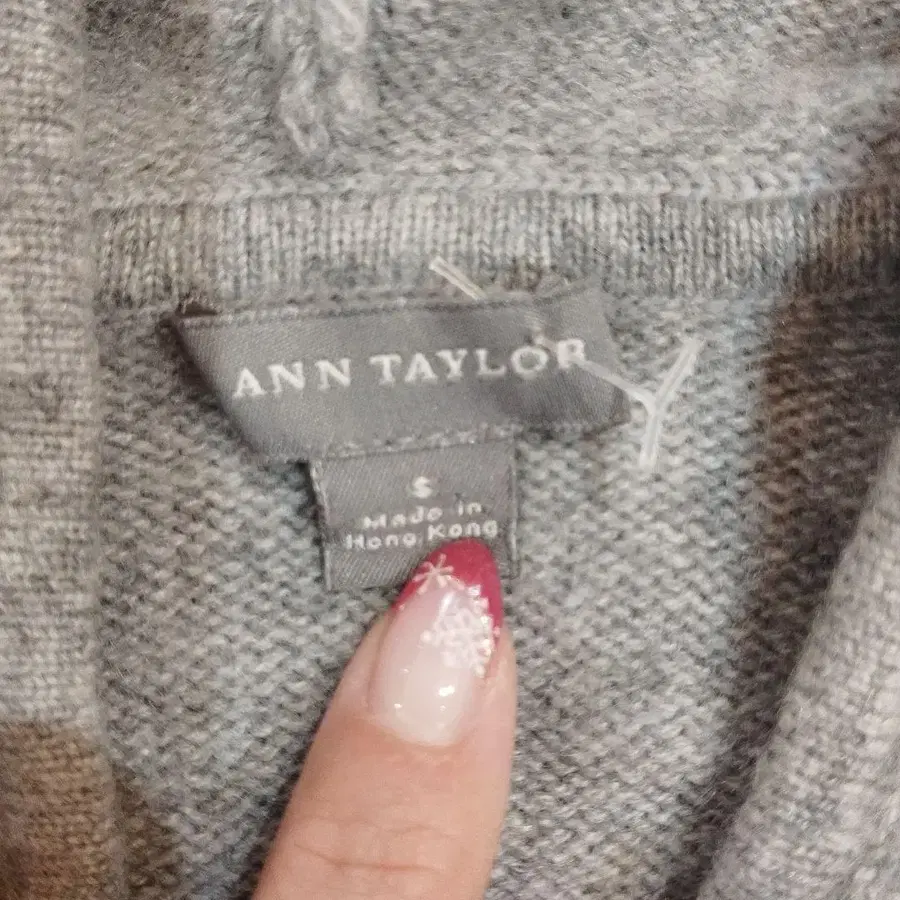 ANN TAYLOR
S
Made in
Hong Kong